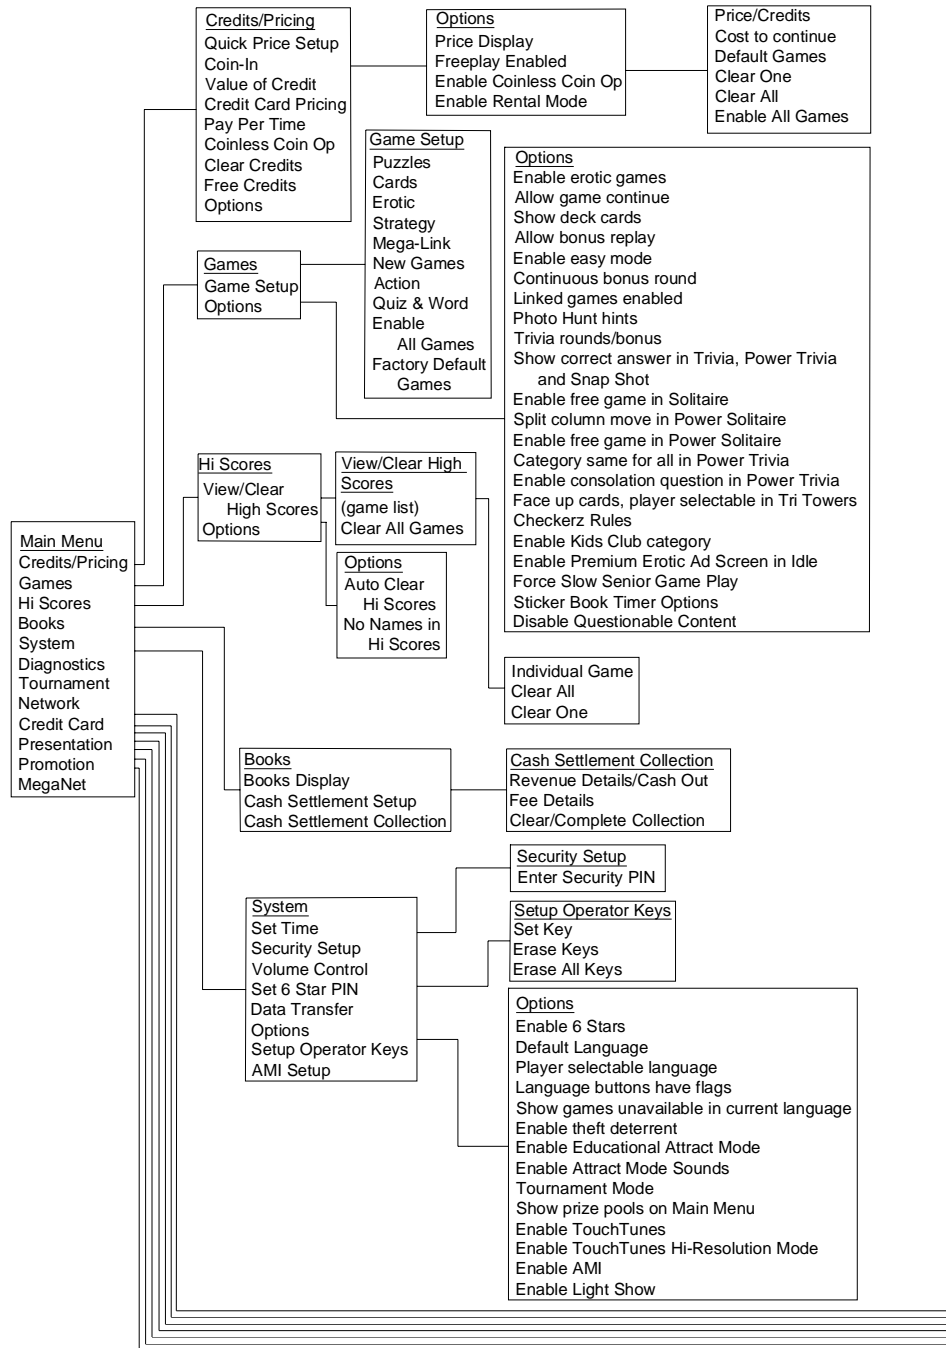 Credits/Pricing
Quick Price Setup
Coin-In
Value of Credit
Credit Card Pricing
Pay Per Time
Coinless Coin Op
Clear Credits
Free Credits
Options
Options
Price Display
Freeplay Enabled
Enable Coinless Coin Op
Enable Rental Mode
Price/Credits
Cost to continue
Default Games
Clear One
Clear All
Enable All Games
Game Setup
Puzzles
Cards
Erotic
Strategy
Mega-Link
New Games
Action
Quiz & Word
Enable
All Games
Factory Default
Games
Options
Enable erotic games
Allow game continue
Show deck cards
Allow bonus replay
Enable easy mode
Continuous bonus round
Linked games enabled
Photo Hunt hints
Trivia rounds/bonus
Show correct answer in Trivia, Power Trivia
and Snap Shot
Enable free game in Solitaire
Split column move in Power Solitaire
Enable free game in Power Solitaire
Category same for all in Power Trivia
Enable consolation question in Power Trivia
Face up cards, player selectable in Tri Towers
Checkerz Rules
Enable Kids Club category
Enable Premium Erotic Ad Screen in Idle
Force Slow Senior Game Play
Sticker Book Timer Options
Disable Questionable Content
Games
Game Setup
Options
Hi Scores
View/Clear
High Scores
Options
View/Clear High
Scores
(game list)
Clear All Games
Options
Auto Clear
Hi Scores
No Names in
Hi Scores
Individual Game
Clear All
Clear One
Main Menu
Credits/Pricing
Games
Hi Scores
Books
System
Diagnostics
Tournament
Network
Credit Card
Presentation
Promotion
MegaNet
Books
Books Display
Cash Settlement Setup
Cash Settlement Collection
Cash Settlement Collection
Revenue Details/Cash Out
Fee Details
Clear/Complete Collection
Security Setup
Enter Security PIN
System
Set Time
Security Setup
Volume Control
Set 6 Star PIN
Data Transfer
Options
Setup Operator Keys
AMI Setup
Setup Operator Keys
Set Key
Erase Keys
Erase All Keys
Options
Enable 6 Stars
Default Language
Player selectable language
Language buttons have flags
Show games unavailable in current language
Enable theft deterrent
Enable Educational Attract Mode
Enable Attract Mode Sounds
Tournament Mode
Show prize pools on Main Menu
Enable TouchTunes
Enable TouchTunes Hi-Resolution Mode
Enable AMI
Enable Light Show